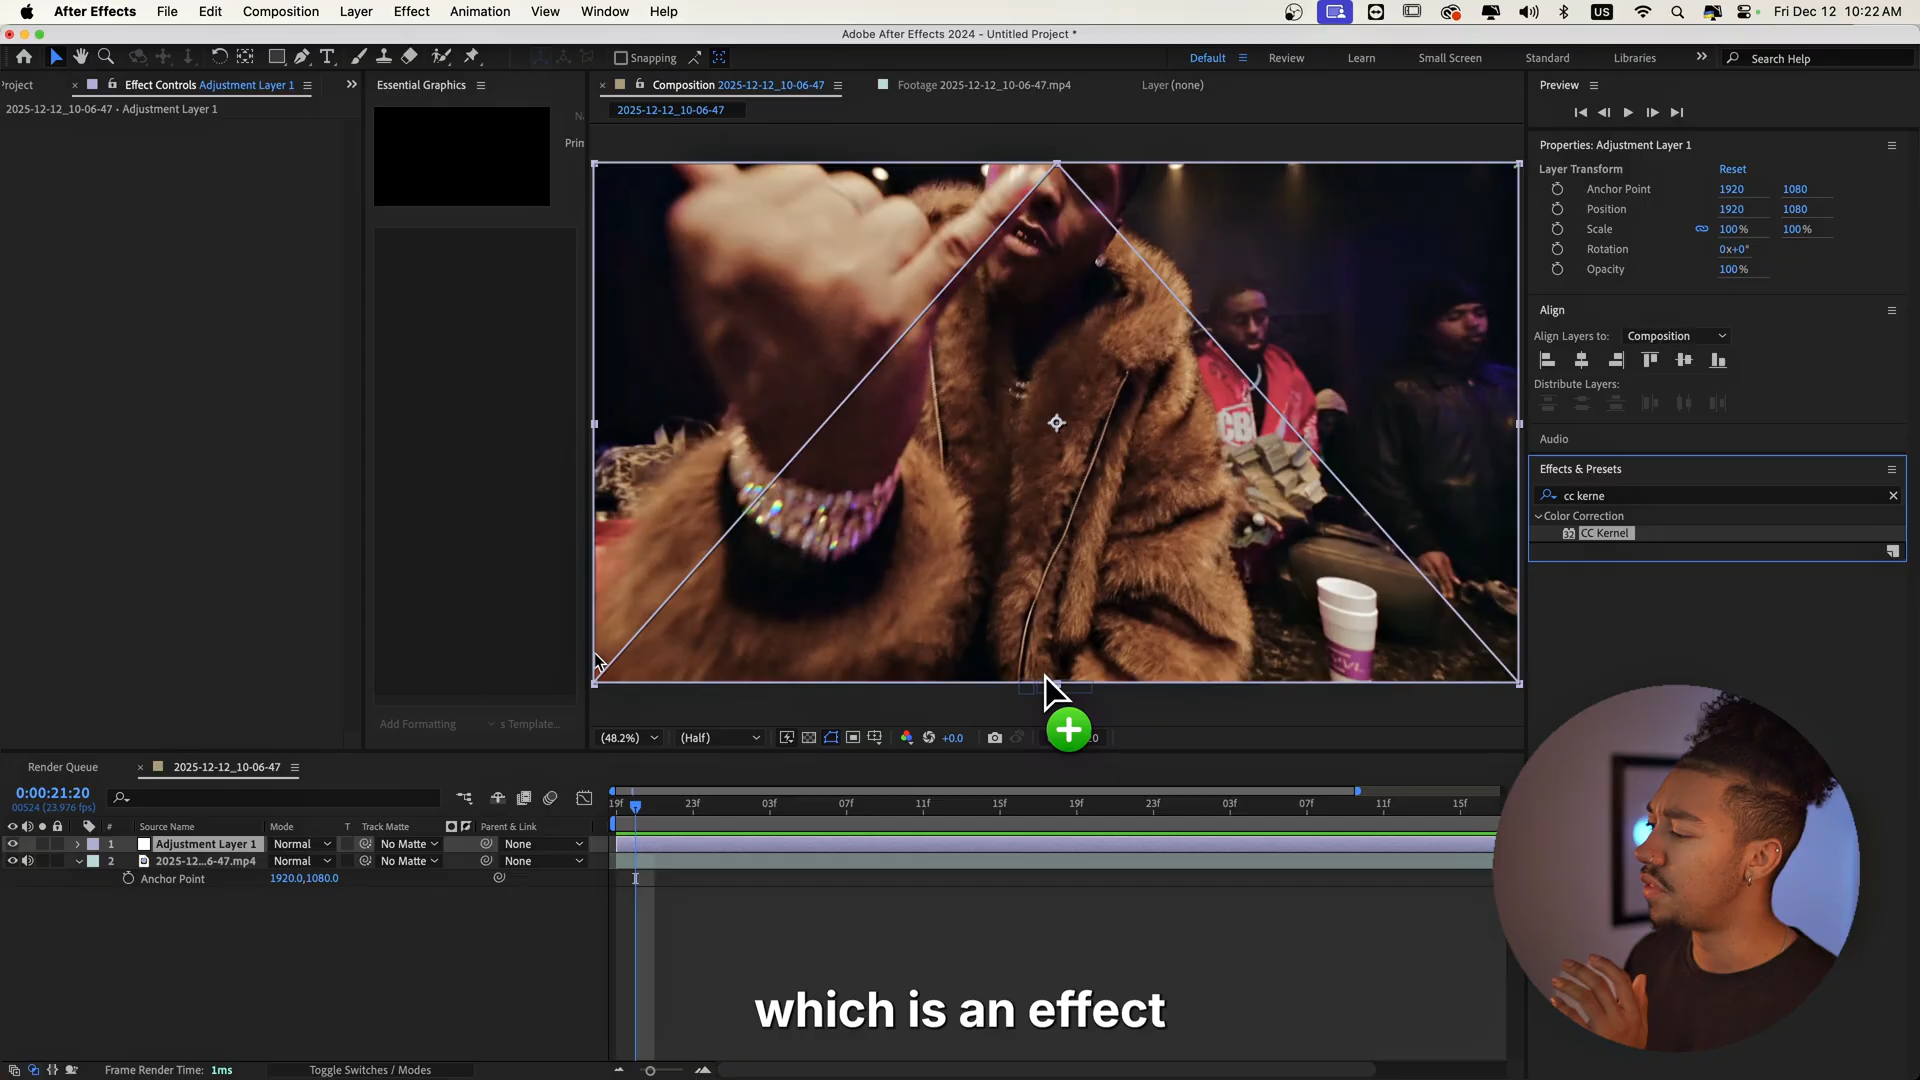 After Effects File Edit Composition Layer Effect Animation View Window Help US Fri Dec 12 10:22 AM
Adobe After Effects 2024 - Untitled Project *
Snapping Default Review Learn Small Screen Standard Libraries Search Help
roject Effect Controls Adjustment Layer 1 Essential Graphics Composition 2025-12-12_10-06-47 Footage 2025-12-12_10-06-47.mp4 Layer (none) Preview
2025-12-12_10-06-47 • Adjustment Layer 1
2025-12-12_10-06-47
Prim
Properties: Adjustment Layer 1
Layer Transform Reset
Anchor Point 1920 1080
Position 1920 1080
Scale 100% 100%
Rotation 0x+0°
Opacity 100%
Align
Align Layers to: Composition
Distribute Layers:
Audio
Effects & Presets
cc kerne
Color Correction
32 CC Kernel
Add Formatting s Template...
(48.2%) (Half) +0.0 0
Render Queue 2025-12-12_10-06-47
0:00:21:20
00524 (23.976 fps)
19f 23f 03f 07f 11f 15f 19f 23f 03f 07f 11f 15f
# Source Name Mode T Track Matte Parent & Link
1 Adjustment Layer 1 Normal No Matte None
2 2025-12...6-47.mp4 Normal No Matte None
Anchor Point 1920.0,1080.0
which is an effect
Frame Render Time: 1ms Toggle Switches / Modes